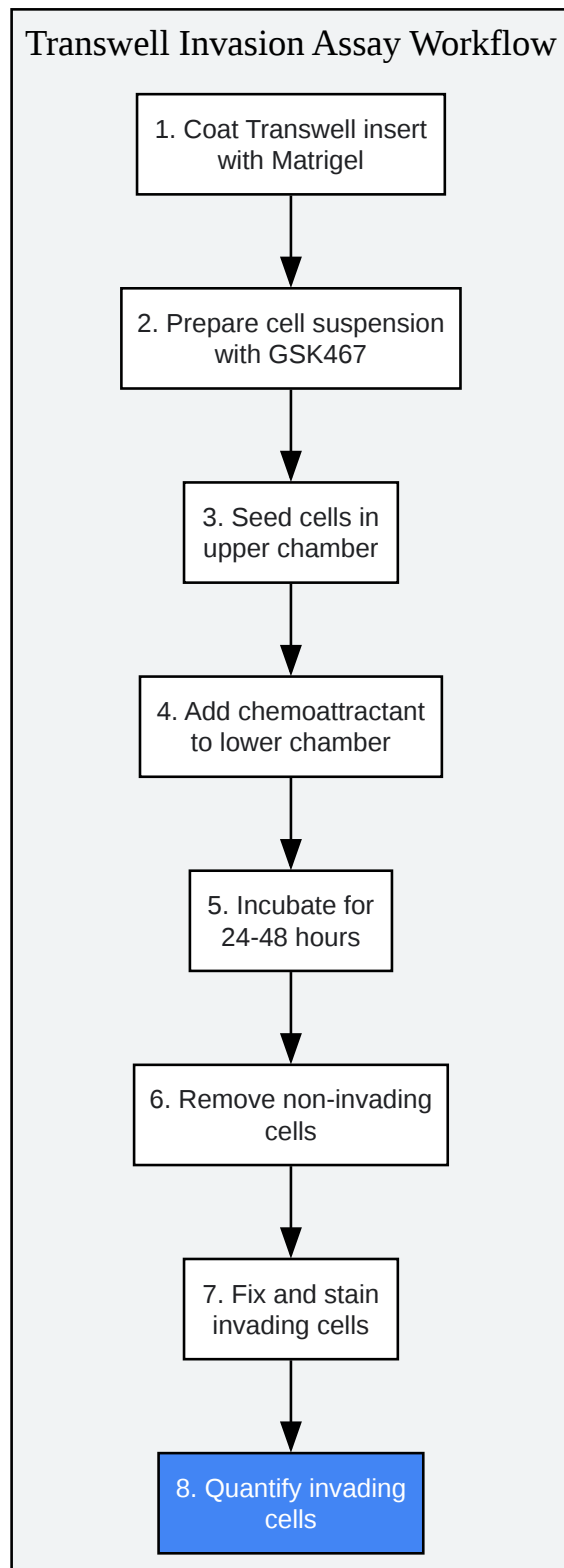 Transwell Invasion Assay Workflow
1. Coat Transwell insert
with Matrigel
2. Prepare cell suspension
with GSK467
3. Seed cells in
upper chamber
4. Add chemoattractant
to lower chamber
5. Incubate for
24-48 hours
6. Remove non-invading
cells
7. Fix and stain
invading cells
8. Quantify invading
cells